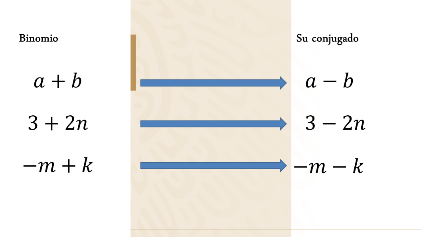 Binomio Su conjugado
a + b a − b
3 + 2n 3 − 2n
−m + k −m − k